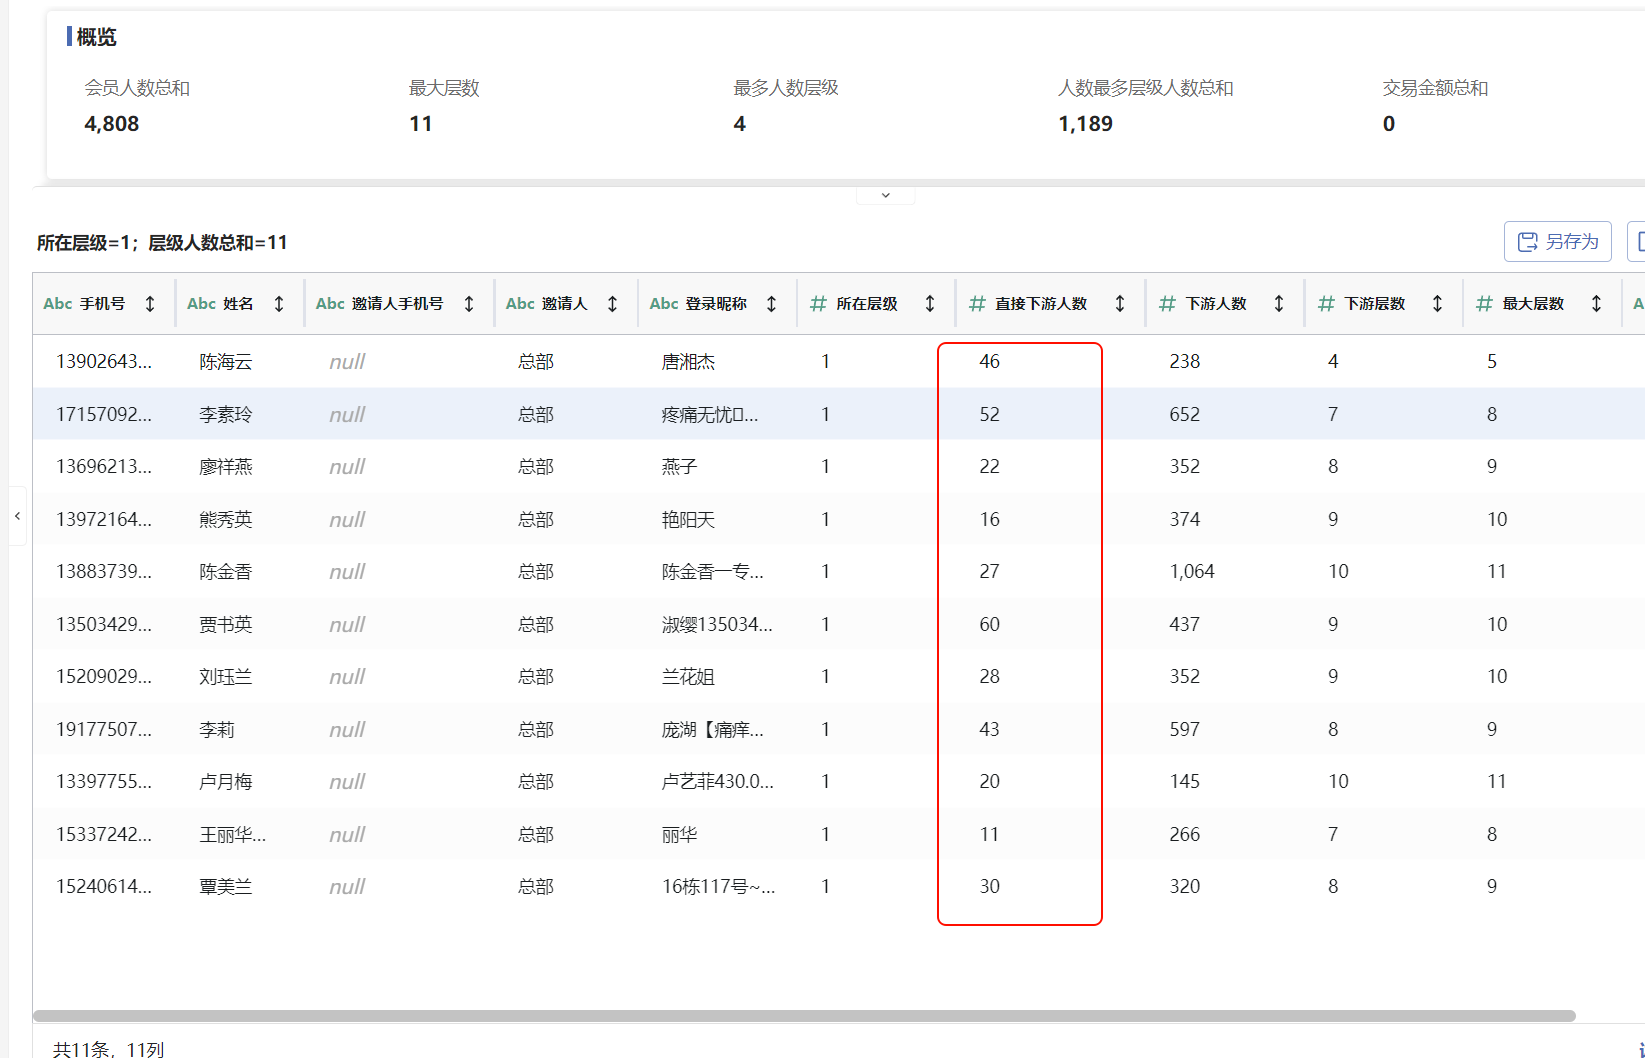 概览
会员人数总和 最大层数 最多人数层级 人数最多层级人数总和 交易金额总和
4,808 11 4 1,189 0
所在层级=1；层级人数总和=11 另存为
Abc 手机号 Abc 姓名 Abc 邀请人手机号 Abc 邀请人 Abc 登录昵称 # 所在层级 # 直接下游人数 # 下游人数 # 下游层数 # 最大层数
13902643... 陈海云 null 总部 唐湘杰 1 46 238 4 5
17157092... 李素玲 null 总部 疼痛无忧... 1 52 652 7 8
13696213... 廖祥燕 null 总部 燕子 1 22 352 8 9
13972164... 熊秀英 null 总部 艳阳天 1 16 374 9 10
13883739... 陈金香 null 总部 陈金香一专... 1 27 1,064 10 11
13503429... 贾书英 null 总部 淑缨135034... 1 60 437 9 10
15209029... 刘珏兰 null 总部 兰花姐 1 28 352 9 10
19177507... 李莉 null 总部 庞湖【痛痒... 1 43 597 8 9
13397755... 卢月梅 null 总部 卢艺菲430.0... 1 20 145 10 11
15337242... 王丽华... null 总部 丽华 1 11 266 7 8
15240614... 覃美兰 null 总部 16栋117号~... 1 30 320 8 9
共11条，11列